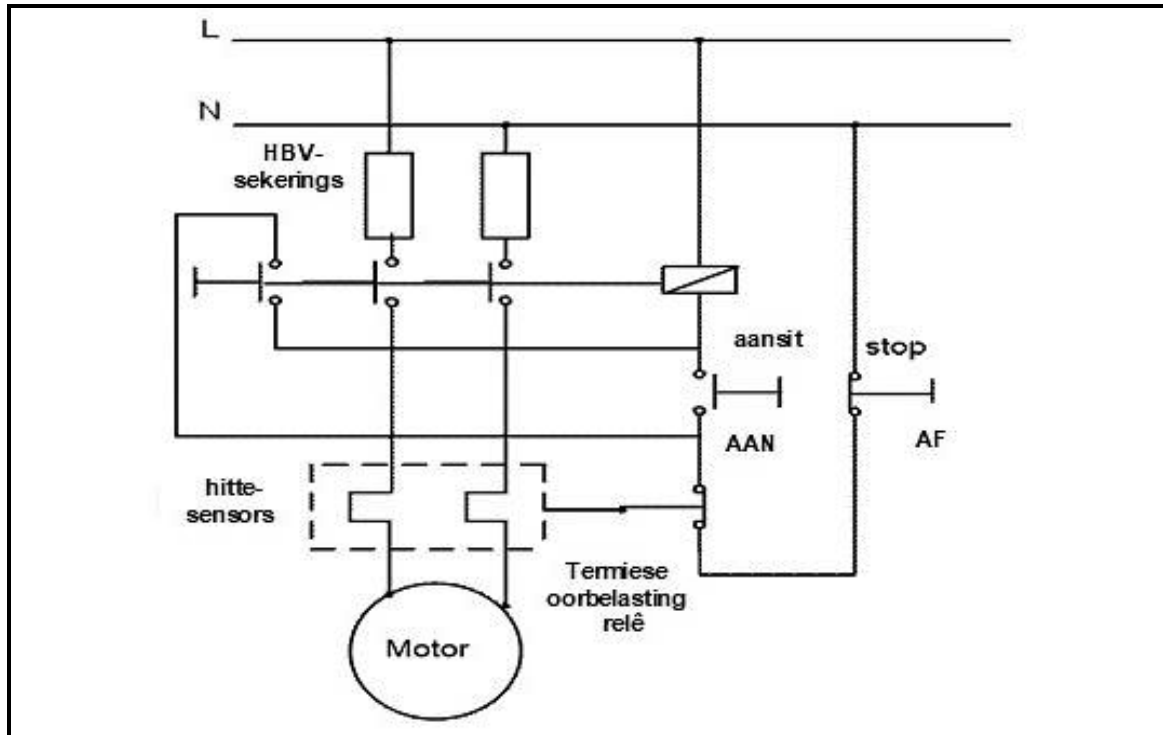 L
N
HBV-
sekerings
aansit
stop
AAN
AF
hitte-
sensors
Termiese
oorbelasting
relê
Motor